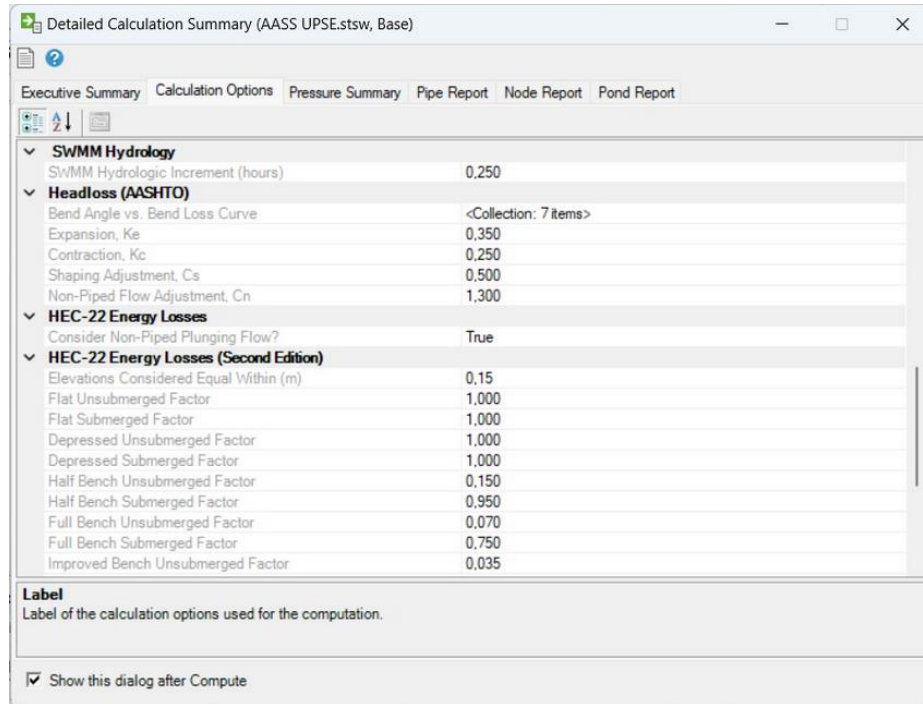 Detailed Calculation Summary (AASS UPSE.stsw, Base)
Executive Summary Calculation Options Pressure Summary Pipe Report Node Report Pond Report
SWMM Hydrology
SWMM Hydrologic Increment (hours) 0,250
Headloss (AASHTO)
Bend Angle vs. Bend Loss Curve <Collection: 7 items>
Expansion, Ke 0,350
Contraction, Kc 0,250
Shaping Adjustment, Cs 0,500
Non-Piped Flow Adjustment, Cn 1,300
HEC-22 Energy Losses
Consider Non-Piped Plunging Flow? True
HEC-22 Energy Losses (Second Edition)
Elevations Considered Equal Within (m) 0,15
Flat Unsubmerged Factor 1,000
Flat Submerged Factor 1,000
Depressed Unsubmerged Factor 1,000
Depressed Submerged Factor 1,000
Half Bench Unsubmerged Factor 0,150
Half Bench Submerged Factor 0,950
Full Bench Unsubmerged Factor 0,070
Full Bench Submerged Factor 0,750
Improved Bench Unsubmerged Factor 0,035
Label
Label of the calculation options used for the computation.
Show this dialog after Compute